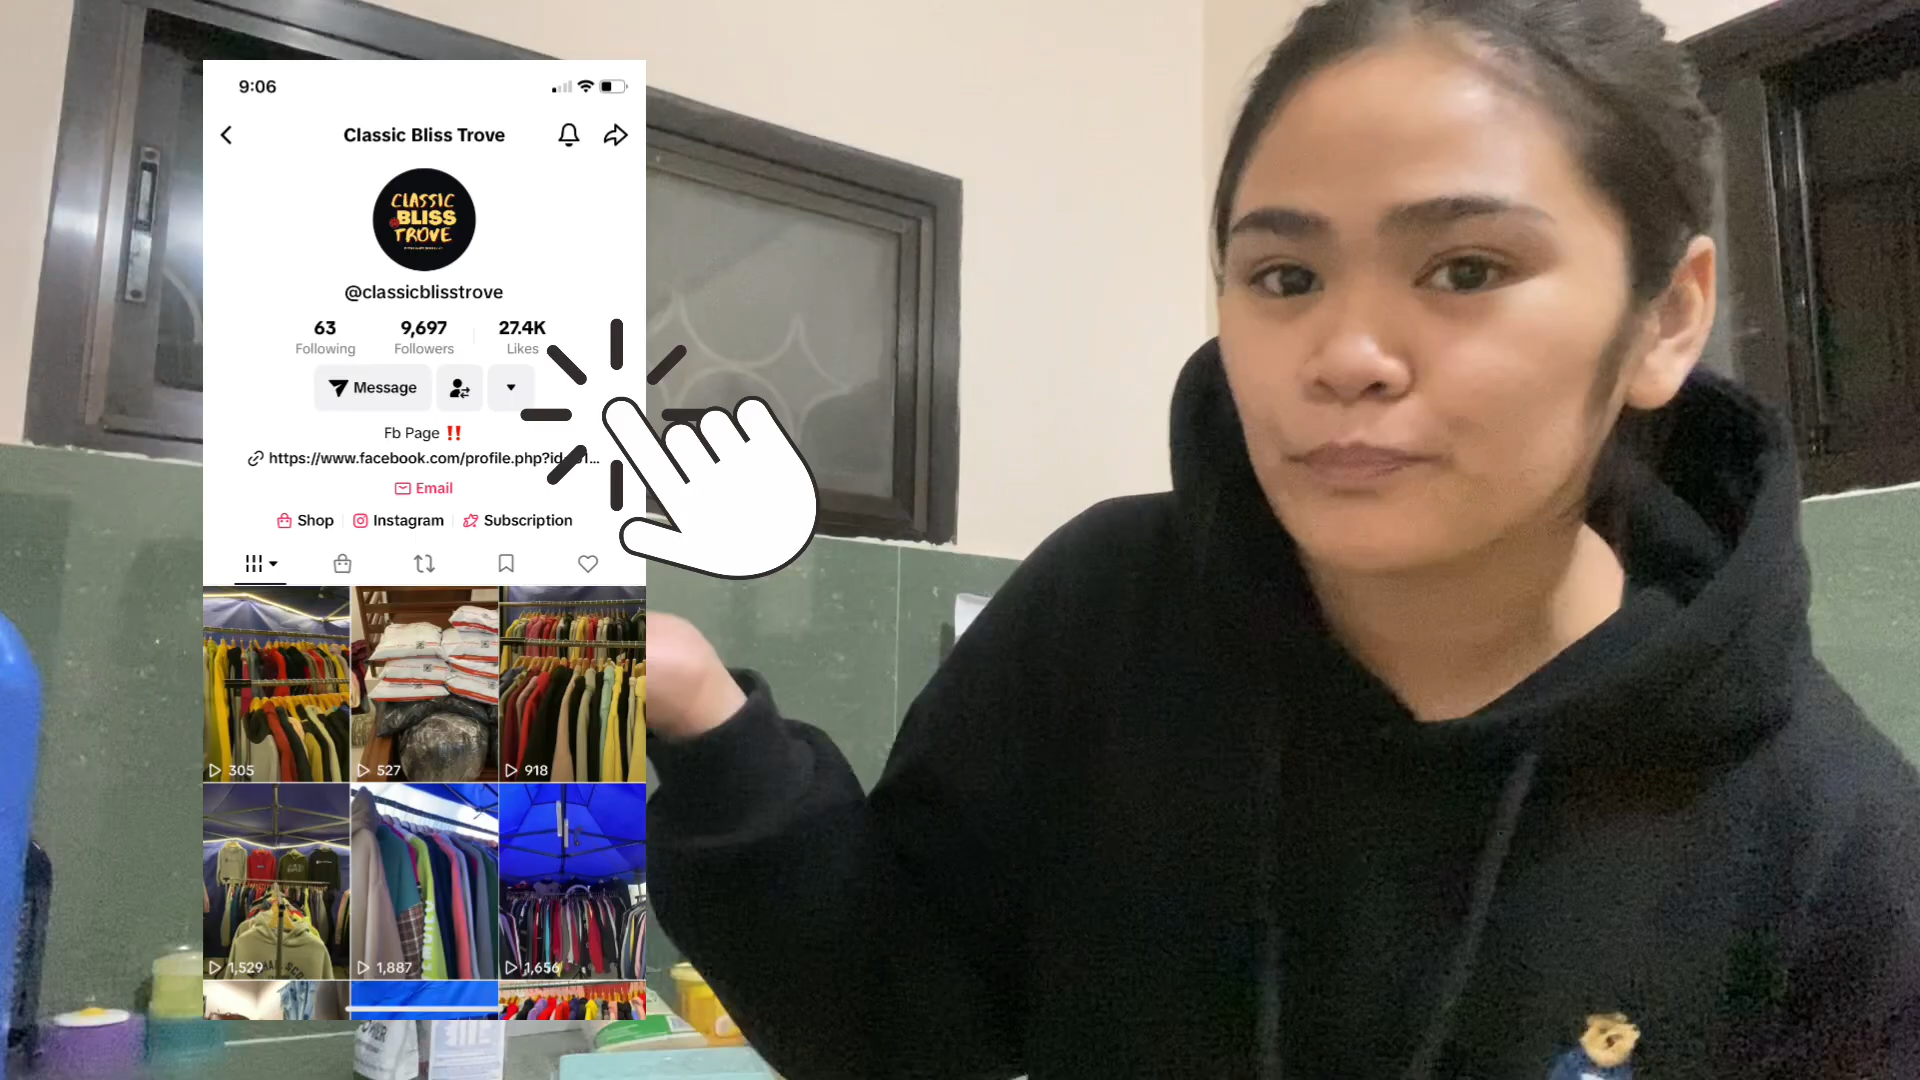 9:06
Classic Bliss Trove
CLASSIC
BLISS
TROVE
@classicblisstrove
63
Following
9,697
Followers
27.4K
Likes
Message
Fb Page ‼️
https://www.facebook.com/profile.php?id
Email
Shop
Instagram
Subscription
305
527
918
1,529
1,887
1,656